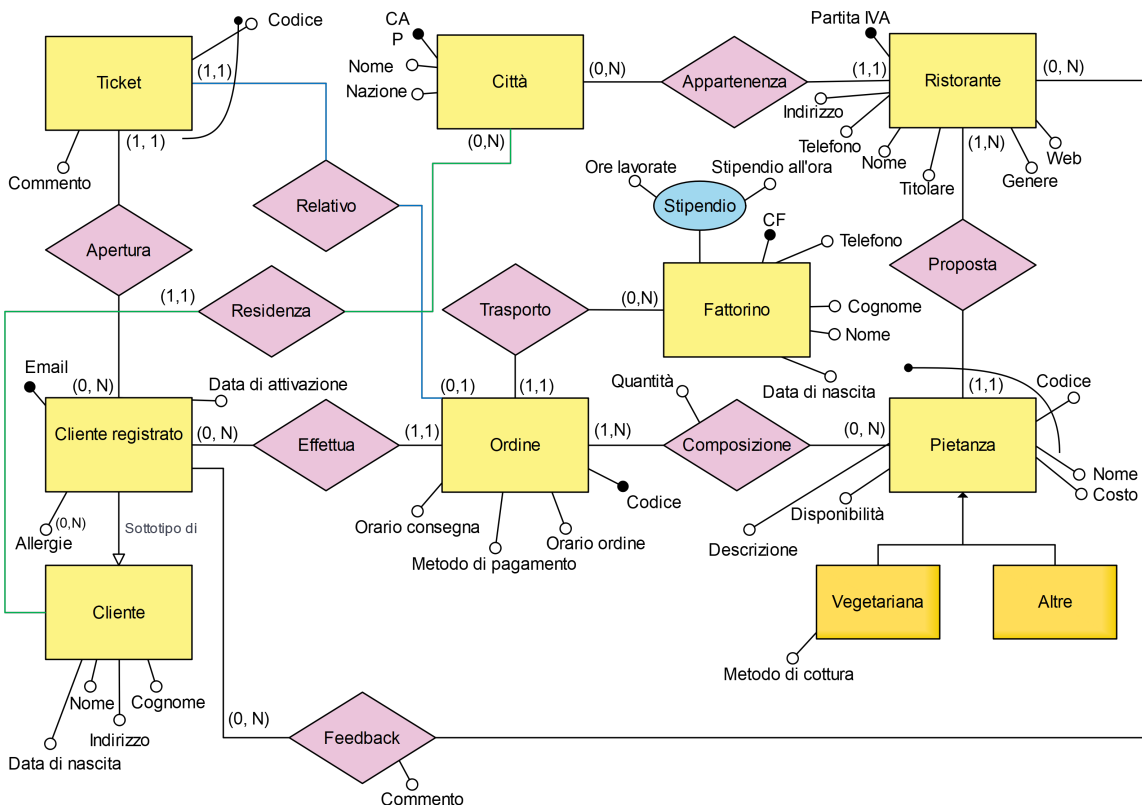 CA
P
Partita IVA
Codice
Ticket
(1,1)
Nome
Nazione
Città
(0,N)
Appartenenza
(1,1)
Ristorante
(0, N)
Indirizzo
Telefono
Nome
Titolare
(1,N)
Genere
Web
(1, 1)
Commento
(0,N)
Ore lavorate
Stipendio all'ora
Stipendio
CF
Telefono
Relativo
Apertura
Proposta
(1,1)
Residenza
Trasporto
(0,N)
Fattorino
Cognome
Nome
Data di nascita
Email
(0, N)
Data di attivazione
(0,1)
(1,1)
Quantità
(1,1)
Codice
Cliente registrato
(0, N)
Effettua
(1,1)
Ordine
(1,N)
Composizione
(0, N)
Pietanza
Nome
Costo
Codice
Disponibilità
Descrizione
Orario consegna
Metodo di pagamento
Orario ordine
(0,N)
Allergie
Sottotipo di
Cliente
Vegetariana
Altre
Metodo di cottura
Nome
Cognome
Indirizzo
Data di nascita
(0, N)
Feedback
Commento